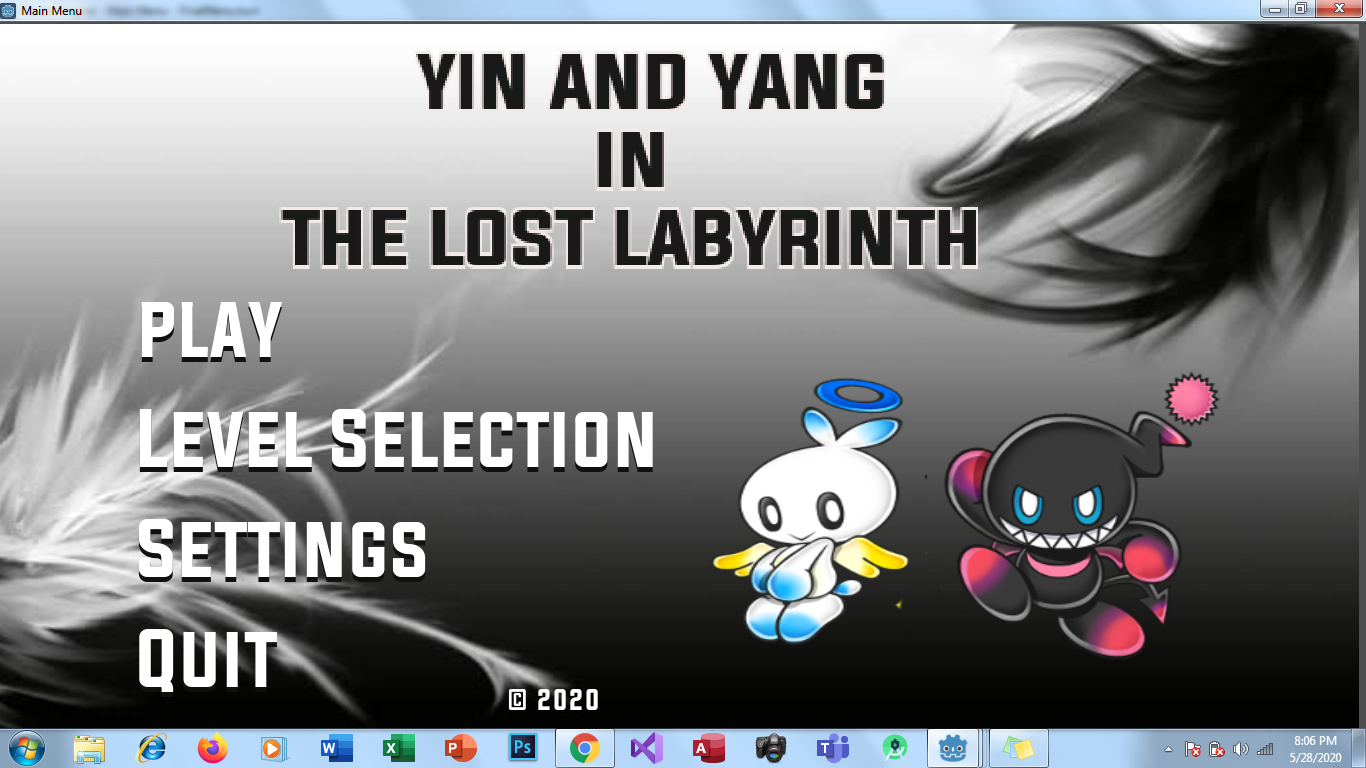 Main Menu
YIN AND YANG
IN
THE LOST LABYRINTH
PLAY
LEVEL SELECTION
SETTINGS
QUIT
© 2020
8:06 PM
5/28/2020